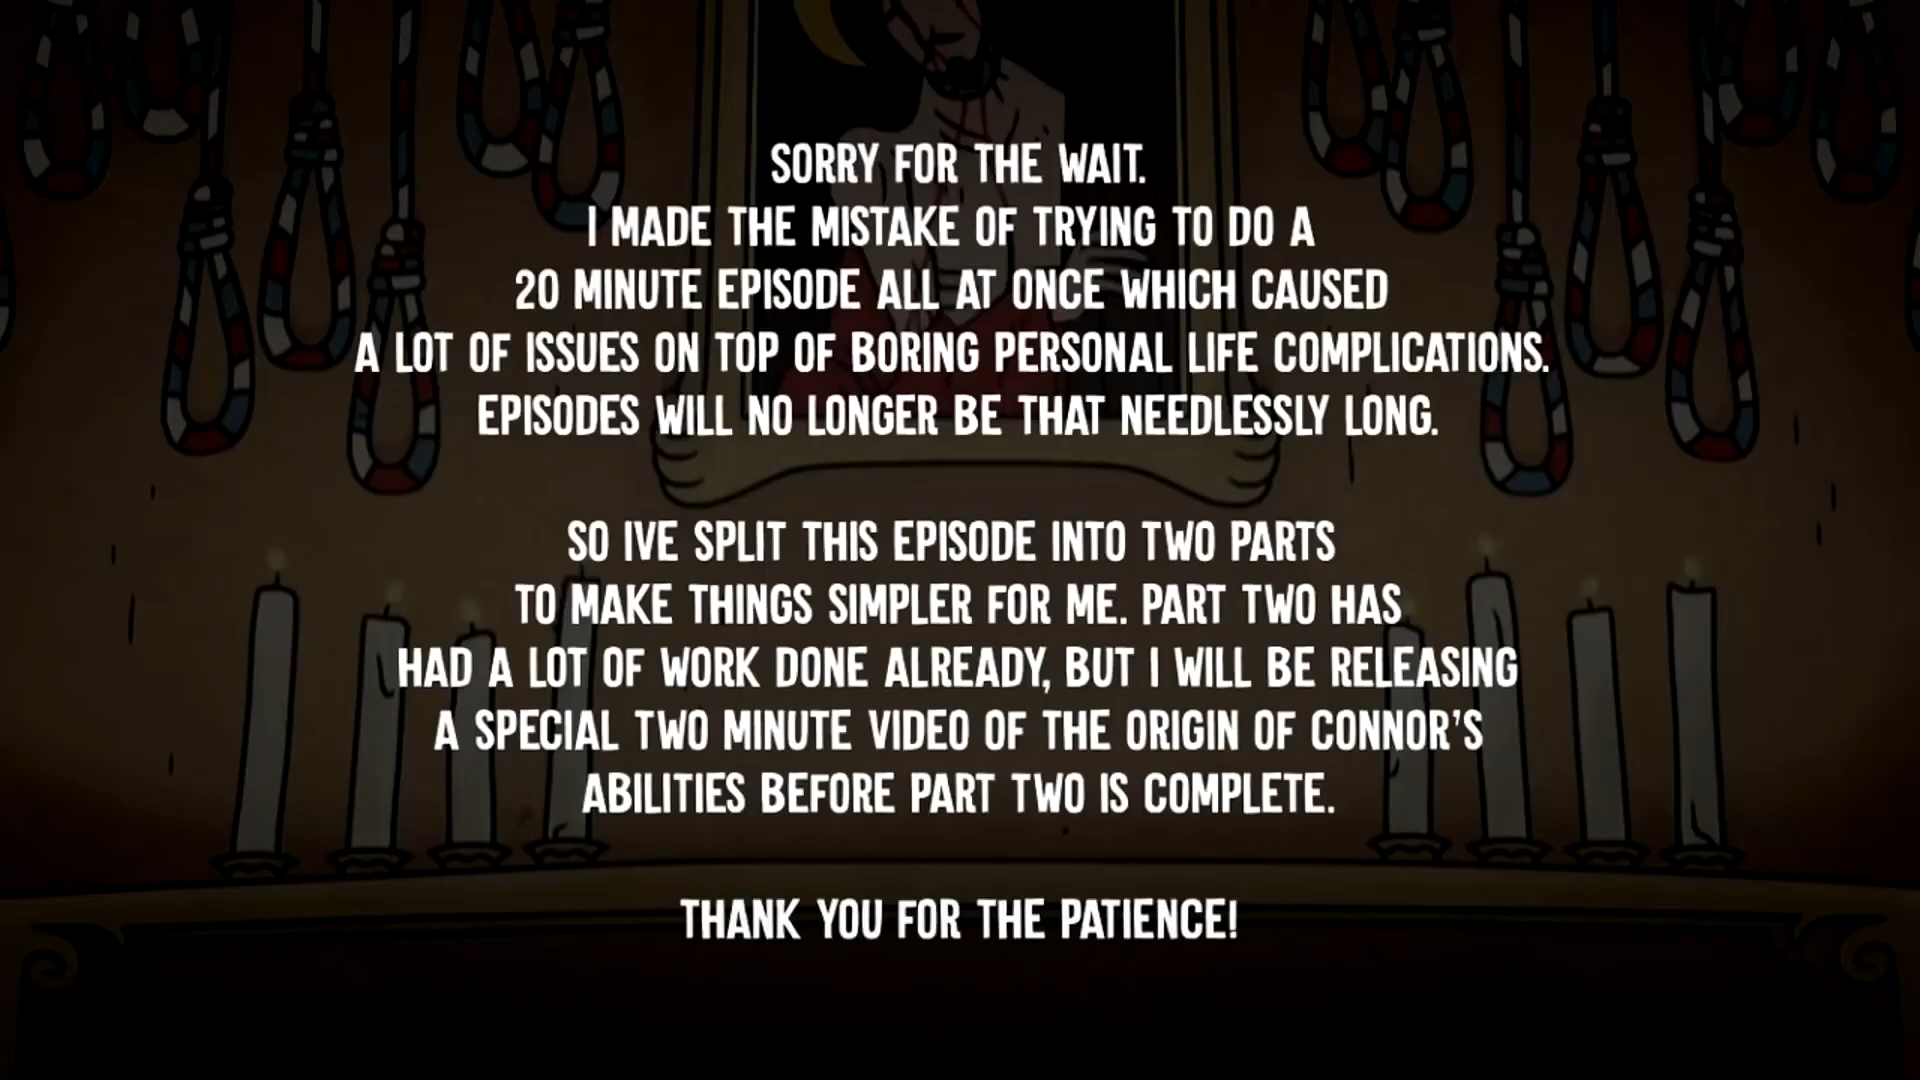 SORRY FOR THE WAIT.
I MADE THE MISTAKE OF TRYING TO DO A
20 MINUTE EPISODE ALL AT ONCE WHICH CAUSED
A LOT OF ISSUES ON TOP OF BORING PERSONAL LIFE COMPLICATIONS.
EPISODES WILL NO LONGER BE THAT NEEDLESSLY LONG.
SO IVE SPLIT THIS EPISODE INTO TWO PARTS
TO MAKE THINGS SIMPLER FOR ME. PART TWO HAS
HAD A LOT OF WORK DONE ALREADY, BUT I WILL BE RELEASING
A SPECIAL TWO MINUTE VIDEO OF THE ORIGIN OF CONNOR'S
ABILITIES BEFORE PART TWO IS COMPLETE.
THANK YOU FOR THE PATIENCE!